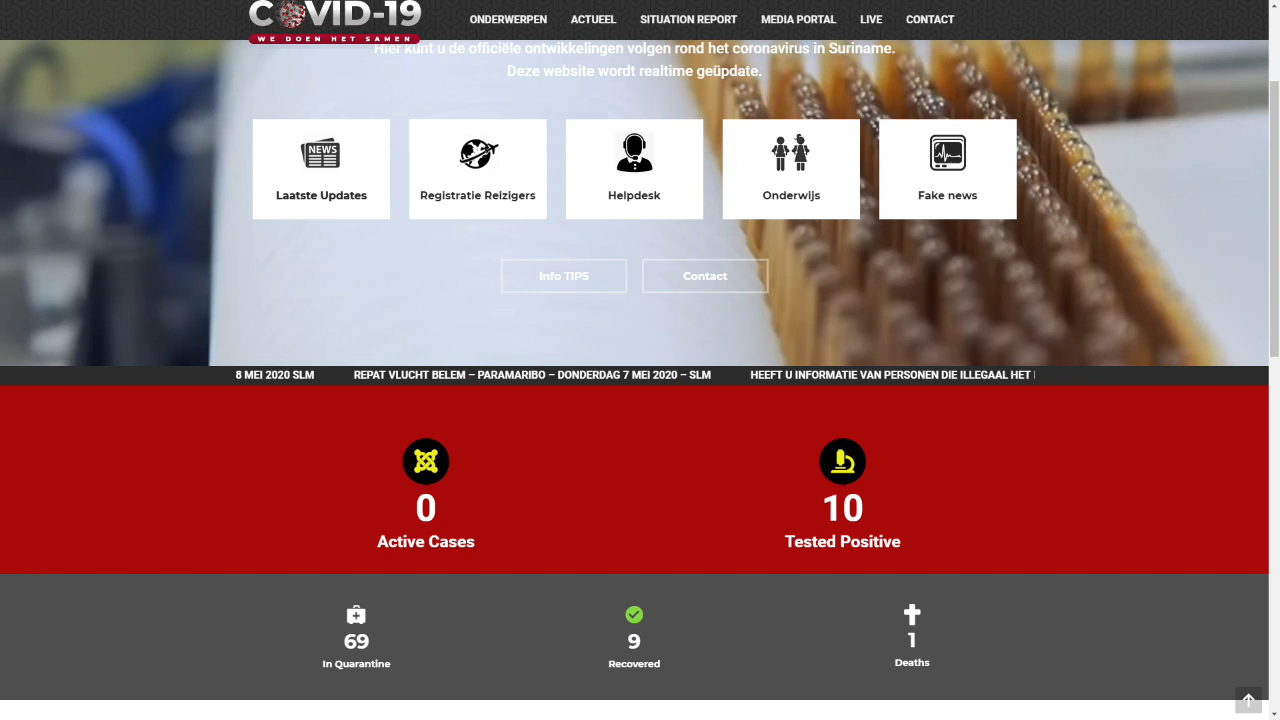 COVID-19
WE DOEN HET SAMEN
ONDERWERPEN ACTUEEL SITUATION REPORT MEDIA PORTAL LIVE CONTACT
Hier kunt u de officiële ontwikkelingen volgen rond het coronavirus in Suriname.
Deze website wordt realtime geüpdate.
NEWS
Laatste Updates
Registratie Reizigers
Helpdesk
Onderwijs
Fake news
Info TIPS
Contact
8 MEI 2020 SLM REPAT VLUCHT BELEM – PARAMARIBO – DONDERDAG 7 MEI 2020 – SLM HEEFT U INFORMATIE VAN PERSONEN DIE ILLEGAAL HET
0
Active Cases
10
Tested Positive
69
In Quarantine
9
Recovered
1
Deaths